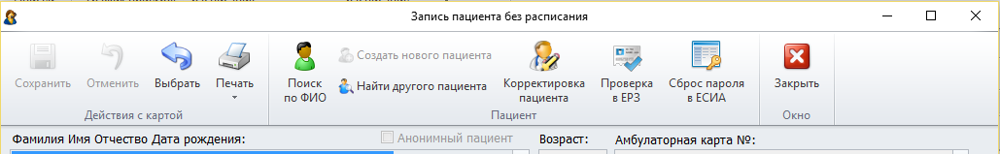 Запись пациента без расписания
Сохранить
Отменить
Выбрать
Печать
Поиск
по ФИО
Создать нового пациента
Найти другого пациента
Корректировка
пациента
Проверка
в ЕРЗ
Сброс пароля
в ЕСИА
Закрыть
Действия с картой
Пациент
Окно
Фамилия Имя Отчество Дата рождения:
Анонимный пациент
Возраст:
Амбулаторная карта №: